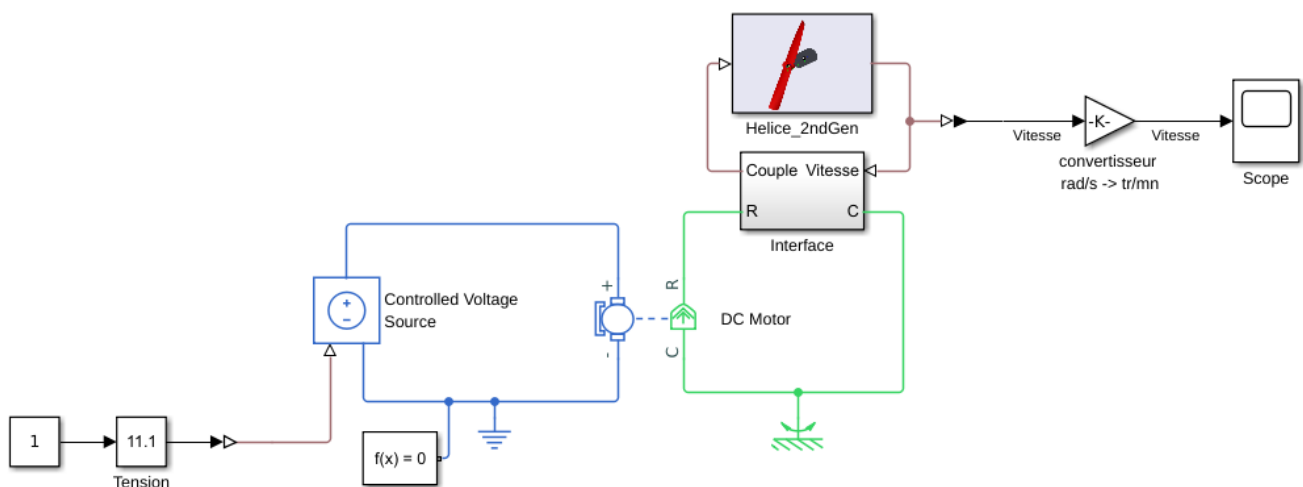 Helice_2ndGen
Vitesse
-K-
Vitesse
convertisseur
rad/s -> tr/mn
Scope
Couple Vitesse
R C
Interface
Controlled Voltage
Source
+
-
+
-
R
C
DC Motor
1
11.1
Tension
f(x) = 0